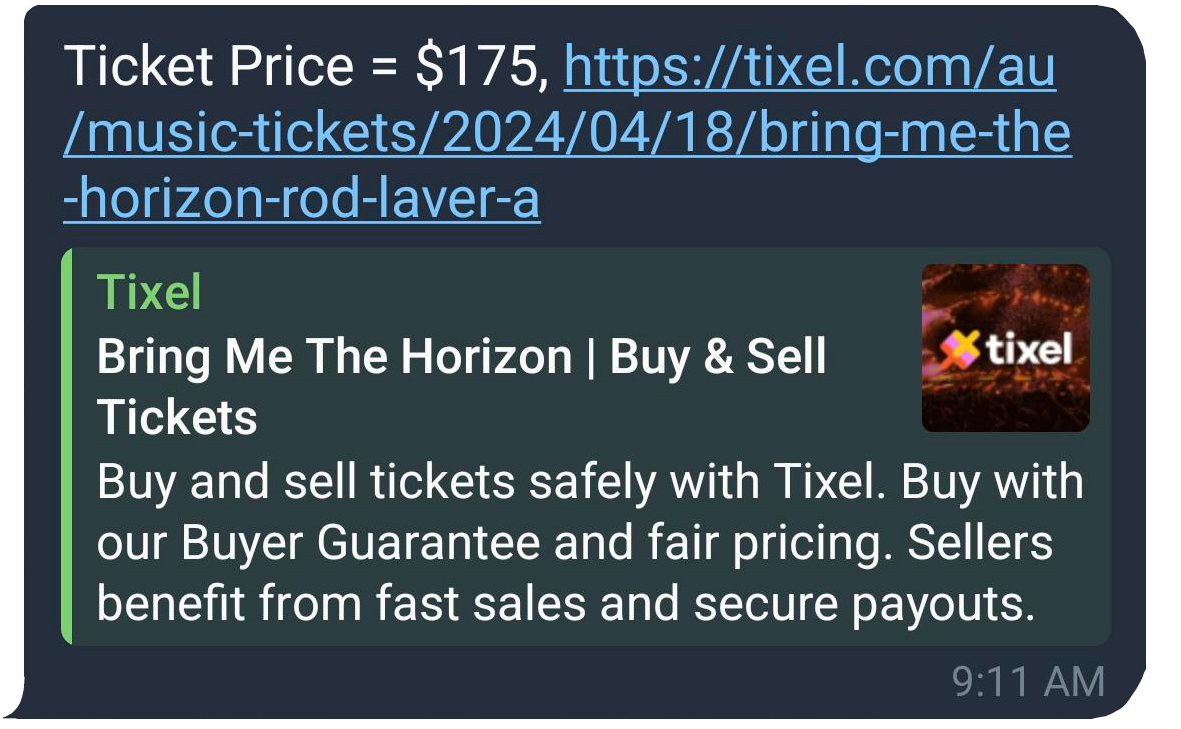 Ticket Price = $175, https://tixel.com/au
/music-tickets/2024/04/18/bring-me-the
-horizon-rod-laver-a
Tixel
Bring Me The Horizon | Buy & Sell
Tickets
tixel
Buy and sell tickets safely with Tixel. Buy with
our Buyer Guarantee and fair pricing. Sellers
benefit from fast sales and secure payouts.
9:11 AM